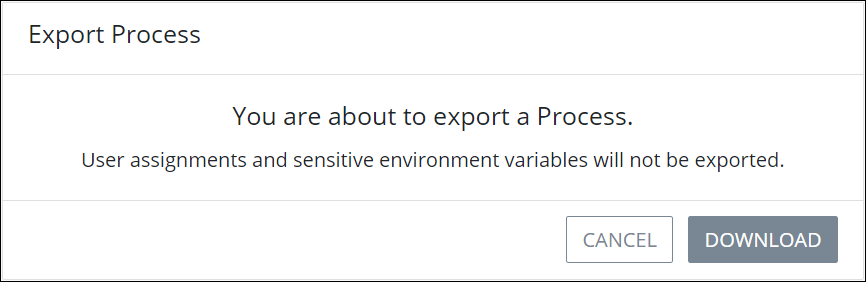 Export Process
You are about to export a Process.
User assignments and sensitive environment variables will not be exported.
CANCEL
DOWNLOAD